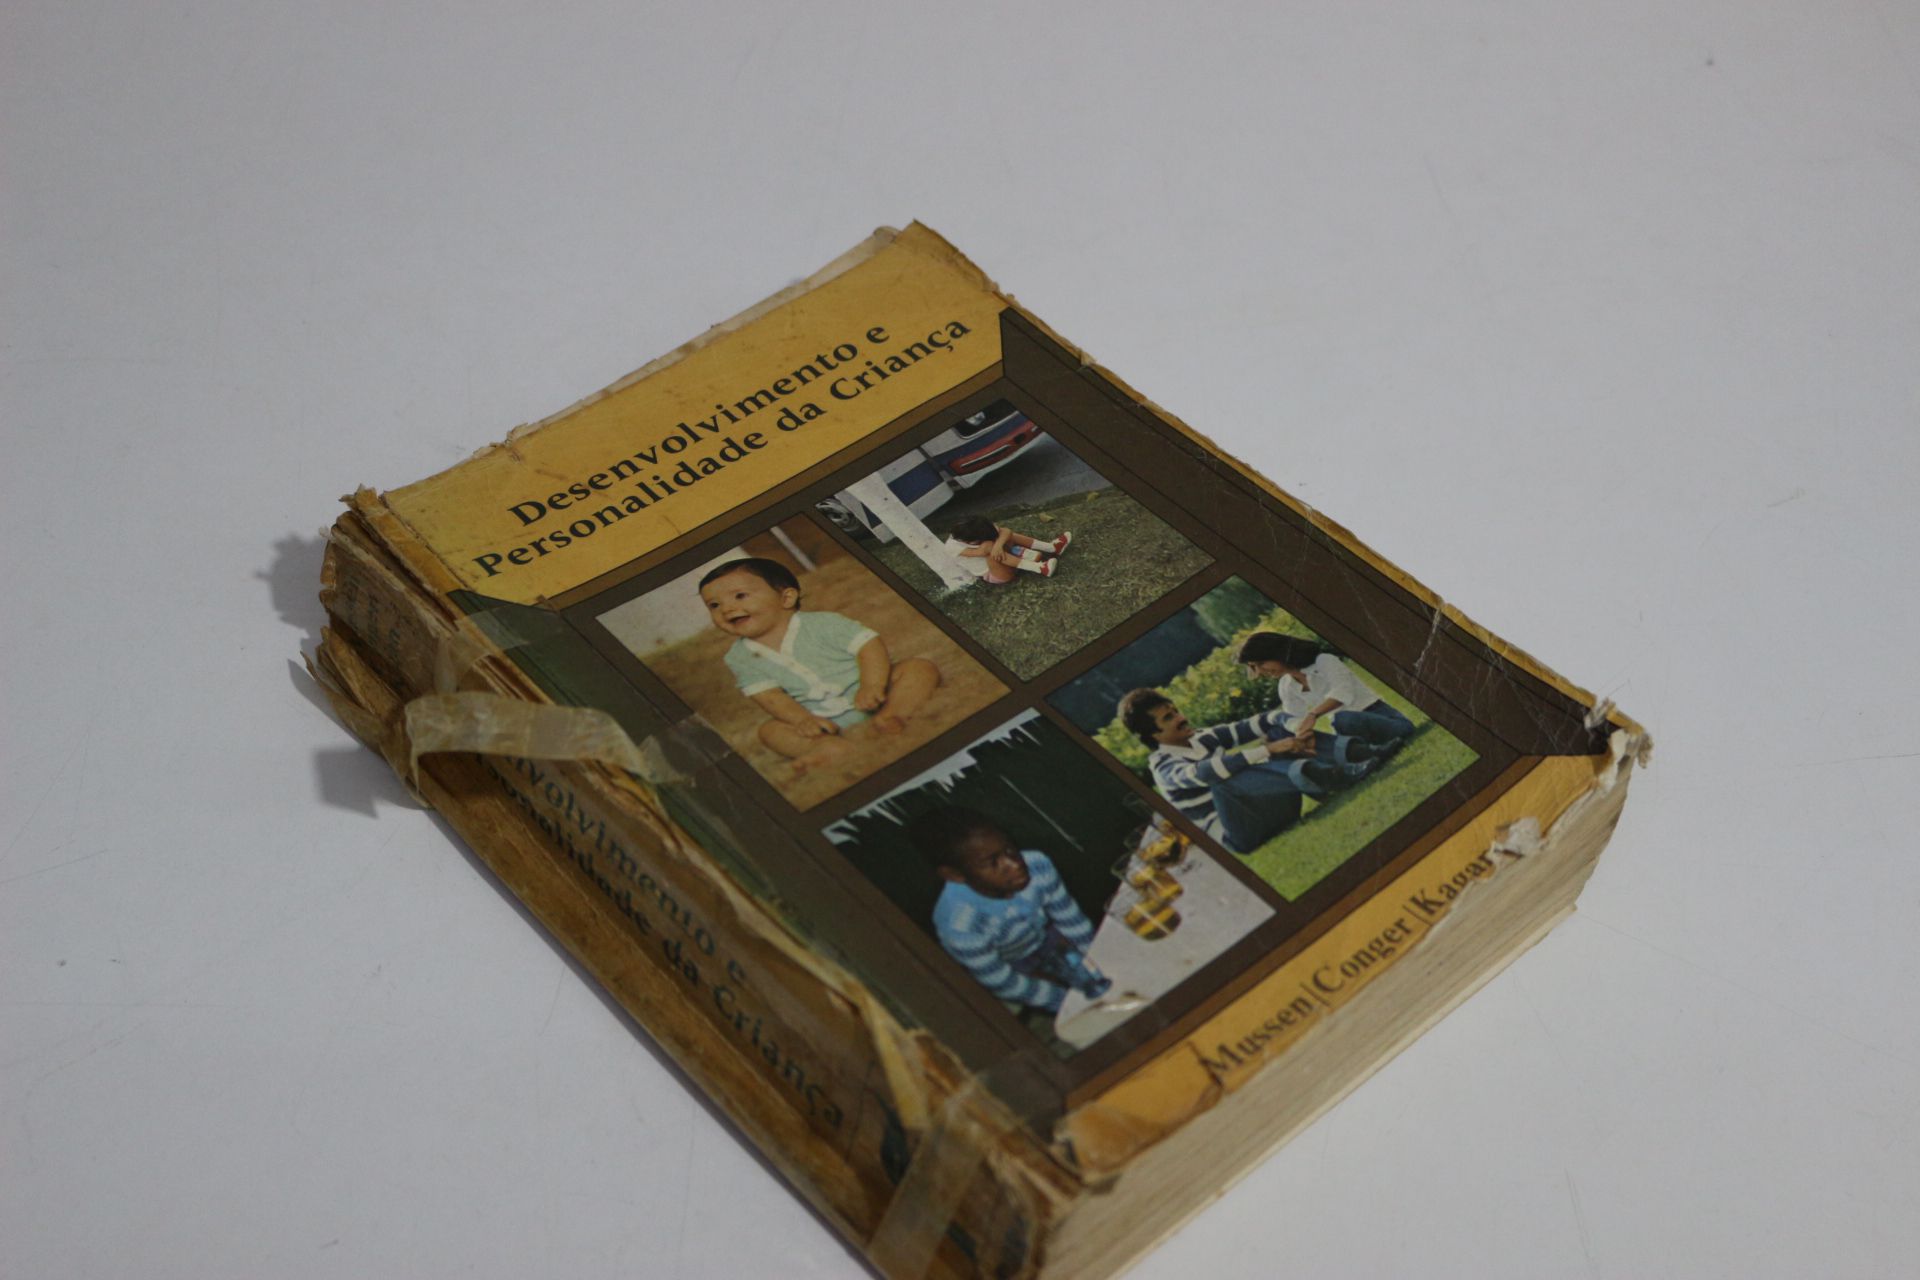 Desenvolvimento e
Personalidade da Criança
Mussen|Conger|Kagan
volvimento e
nalidade da Criança